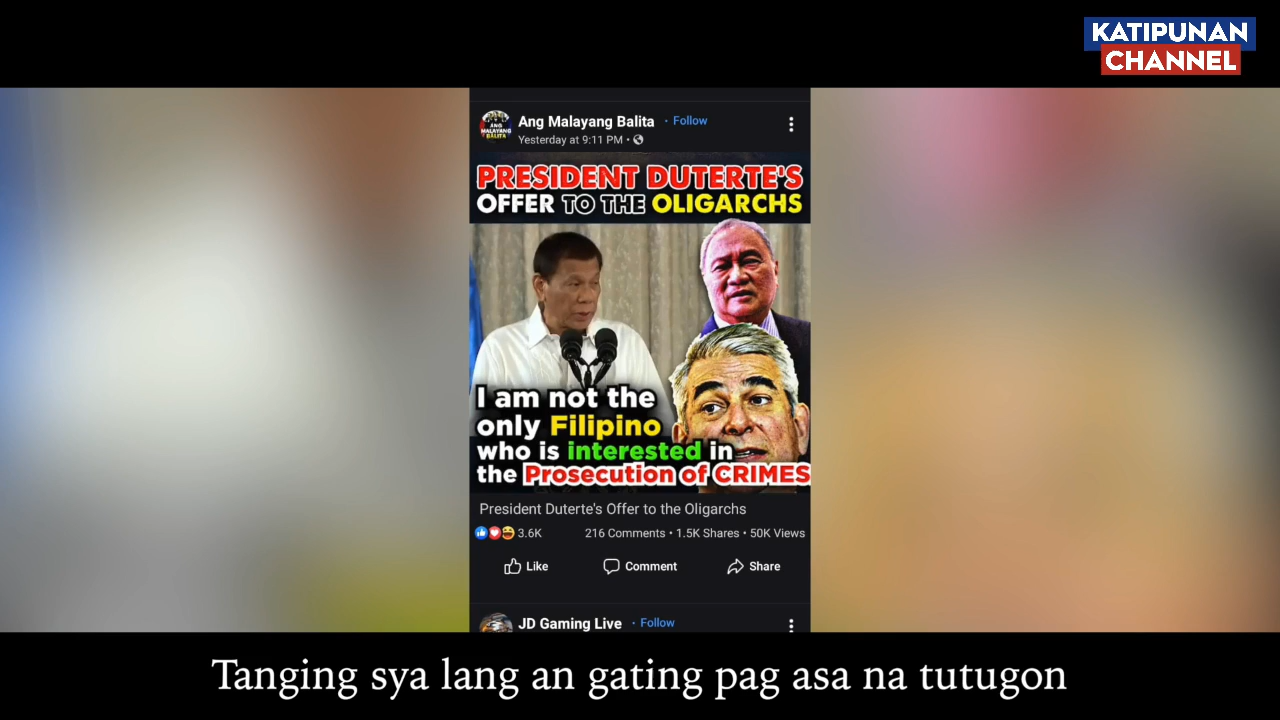 KATIPUNAN
CHANNEL
ANG
MALAYANG
BALITA
Ang Malayang Balita · Follow
Yesterday at 9:11 PM •
PRESIDENT DUTERTE'S
OFFER TO THE OLIGARCHS
I am not the
only Filipino
who is interested in
the Prosecution of CRIMES
President Duterte's Offer to the Oligarchs
3.6K 216 Comments • 1.5K Shares • 50K Views
Like Comment Share
JD Gaming Live · Follow
Tanging sya lang an gating pag asa na tutugon